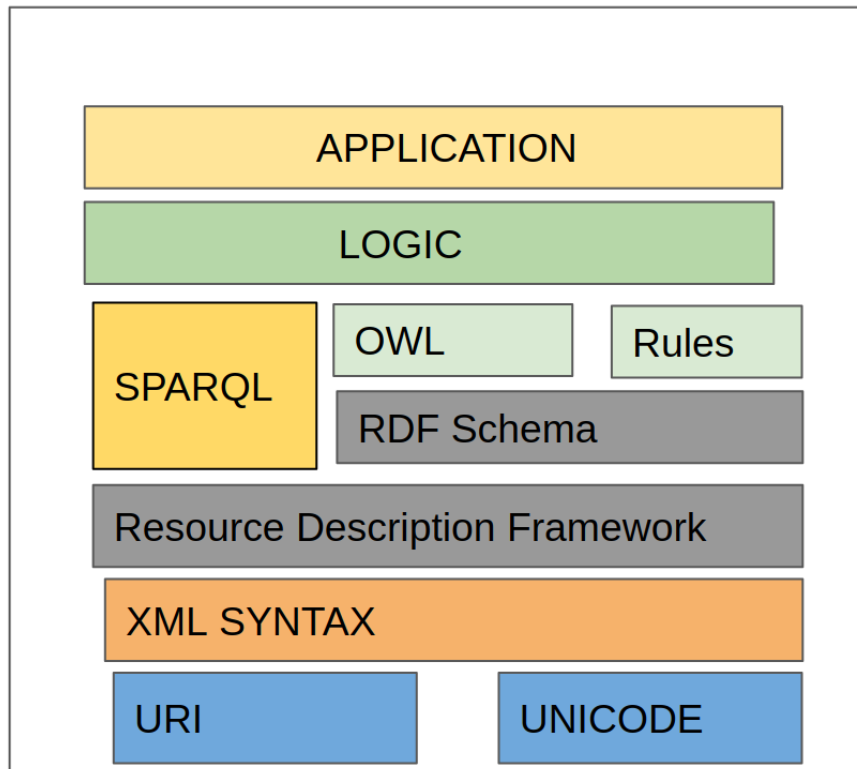 APPLICATION
LOGIC
SPARQL
OWL
Rules
RDF Schema
Resource Description Framework
XML SYNTAX
URI
UNICODE